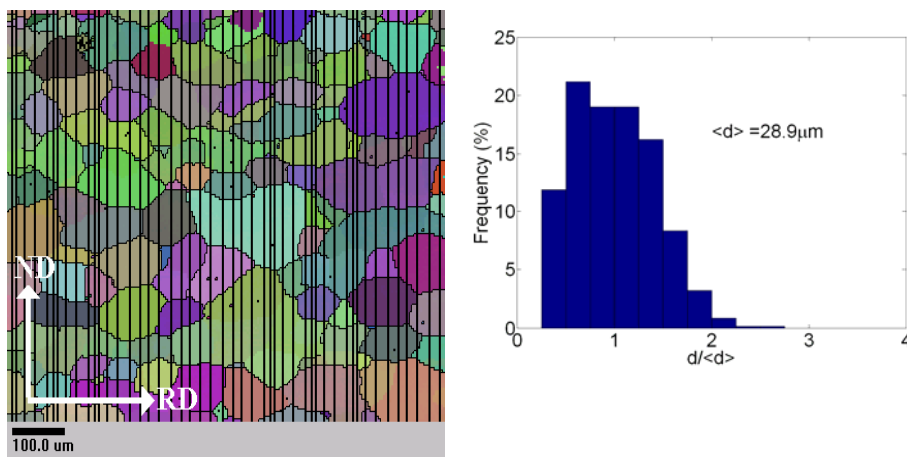 ND
RD
100.0 um
25
20
15
10
5
0
Frequency (%)
<d> =28.9μm
0 1 2 3 4
d/<d>